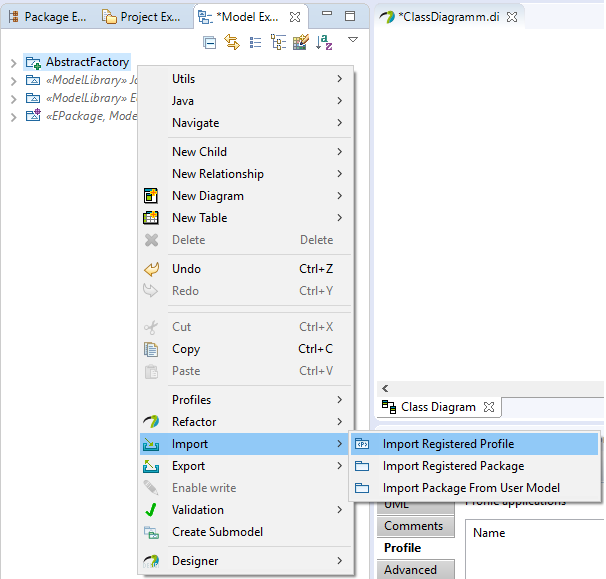 Package E... Project Ex... *Model Ex... *ClassDiagramm.di
AbstractFactory
«ModelLibrary»
«ModelLibrary»
«EPackage,
Utils
Java
Navigate
New Child
New Relationship
New Diagram
New Table
Delete Delete
Undo Ctrl+Z
Redo Ctrl+Y
Cut Ctrl+X
Copy Ctrl+C
Paste Ctrl+V
Profiles
Class Diagram
Refactor
Import
Import Registered Profile
Export
Import Registered Package
Enable write
Import Package From User Model
Validation
UML Profile applications
Create Submodel
Comments
Name
Profile
Designer
Advanced